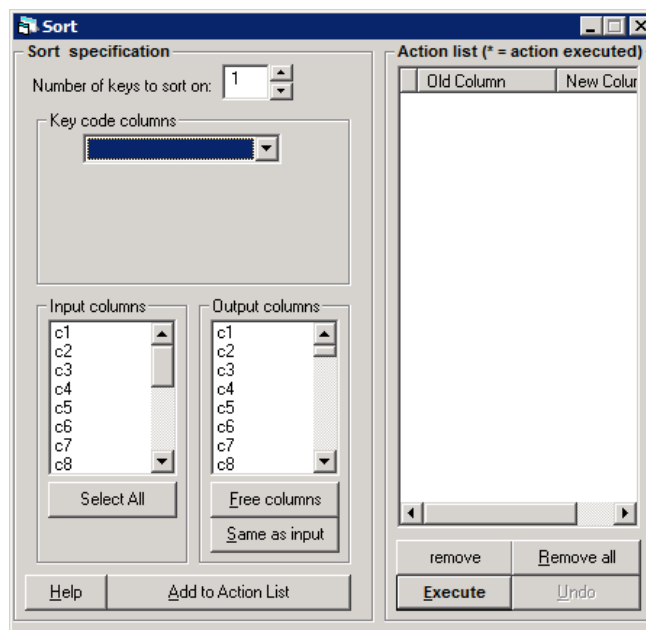 Sort
Sort specification
Number of keys to sort on: 1
Key code columns
Input columns
c1
c2
c3
c4
c5
c6
c7
c8
Select All
Output columns
c1
c2
c3
c4
c5
c6
c7
c8
Free columns
Same as input
Help
Add to Action List
Action list (* = action executed)
Old Column New Colur
remove Remove all
Execute Undo